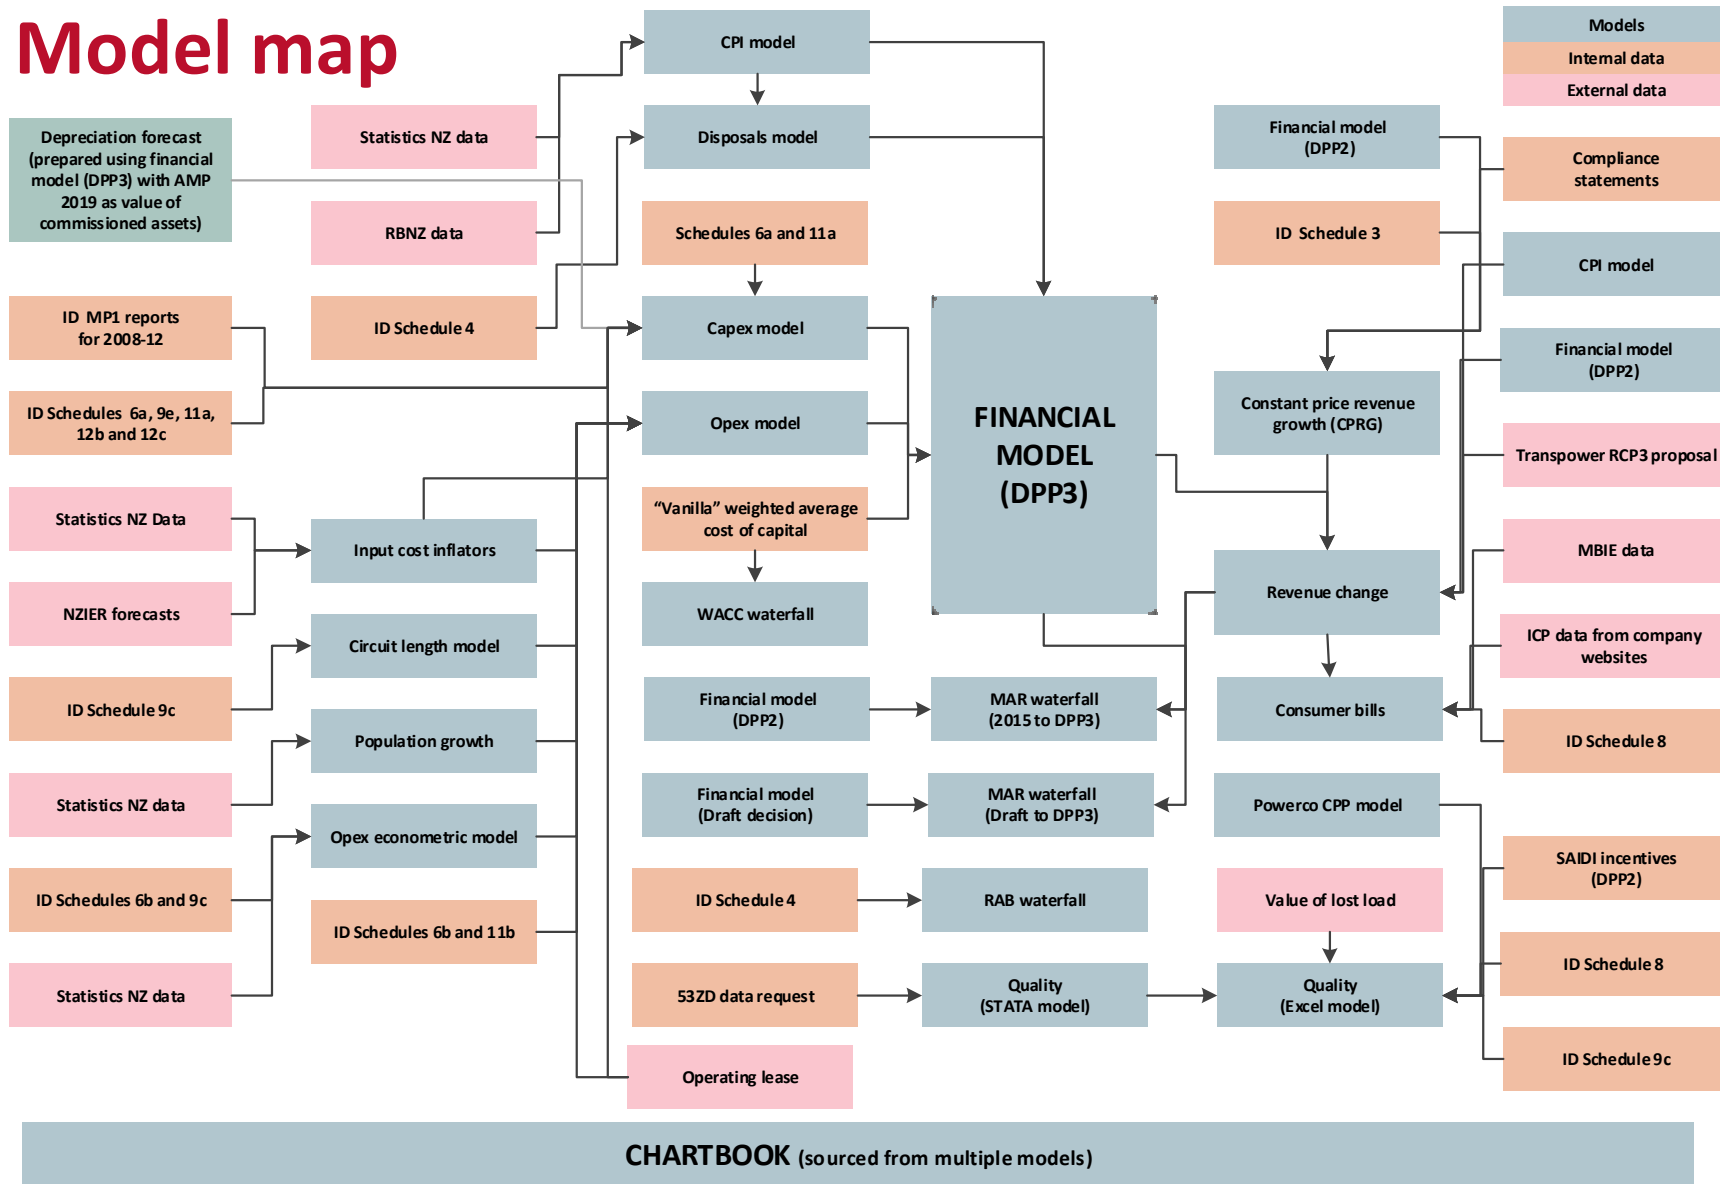 Model map
Models
Internal data
External data
CPI model
Statistics NZ data
Disposals model
Financial model
(DPP2)
Depreciation forecast
(prepared using financial
model (DPP3) with AMP
2019 as value of
commissioned assets)
Compliance
statements
RBNZ data
Schedules 6a and 11a
ID Schedule 3
CPI model
ID MP1 reports
for 2008-12
ID Schedule 4
Capex model
Financial model
(DPP2)
ID Schedules 6a, 9e, 11a,
12b and 12c
Opex model
FINANCIAL
MODEL
(DPP3)
Constant price revenue
growth (CPRG)
Transpower RCP3 proposal
Statistics NZ Data
"Vanilla" weighted average
cost of capital
Input cost inflators
MBIE data
NZIER forecasts
WACC waterfall
Revenue change
Circuit length model
ICP data from company
websites
ID Schedule 9c
Financial model
(DPP2)
MAR waterfall
(2015 to DPP3)
Consumer bills
Population growth
ID Schedule 8
Statistics NZ data
Financial model
(Draft decision)
MAR waterfall
(Draft to DPP3)
Powerco CPP model
Opex econometric model
SAIDI incentives
(DPP2)
ID Schedules 6b and 9c
ID Schedule 4
RAB waterfall
Value of lost load
ID Schedules 6b and 11b
ID Schedule 8
Statistics NZ data
53ZD data request
Quality
(STATA model)
Quality
(Excel model)
ID Schedule 9c
Operating lease
CHARTBOOK (sourced from multiple models)